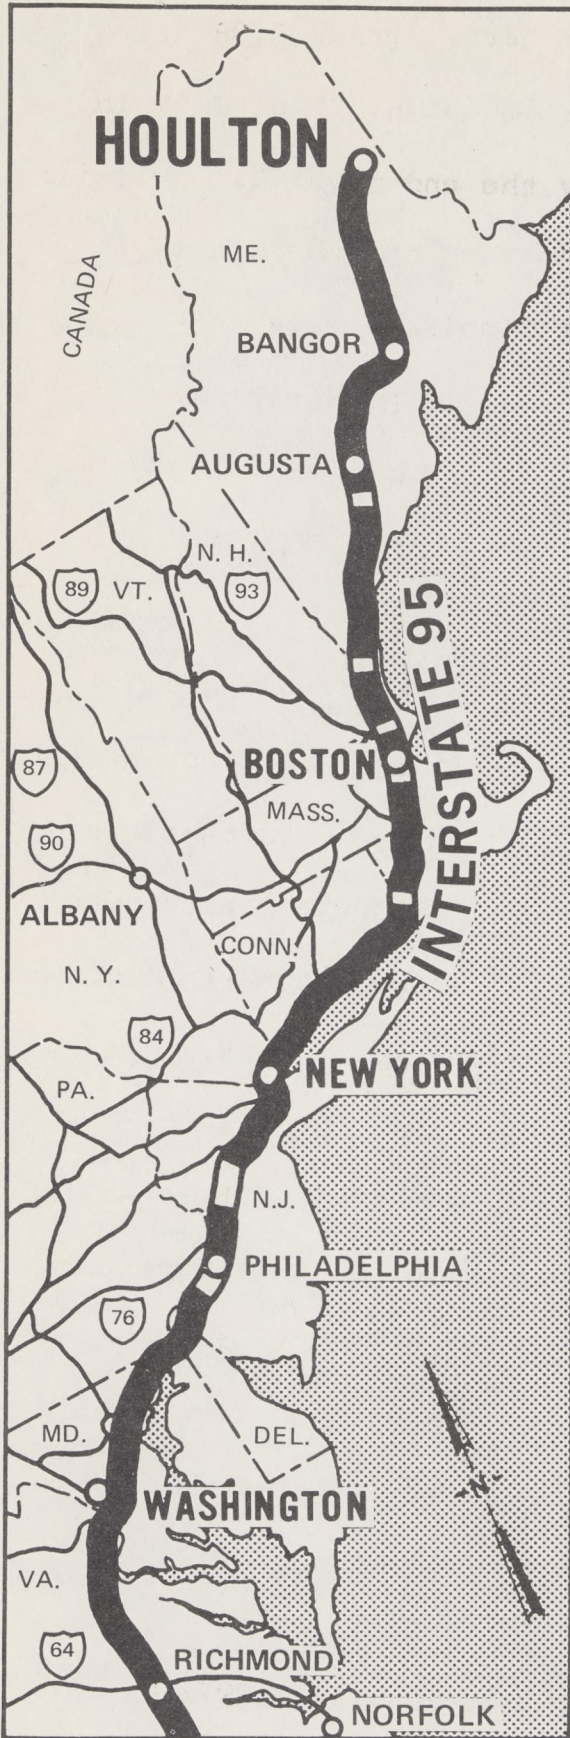 HOULTON
ME.
CANADA
BANGOR
AUGUSTA
N. H.
89
VT.
93
INTERSTATE 95
BOSTON
87
MASS.
90
ALBANY
CONN.
N. Y.
84
NEW YORK
PA.
N.J.
PHILADELPHIA
76
MD.
DEL.
N
WASHINGTON
VA.
64
RICHMOND
NORFOLK